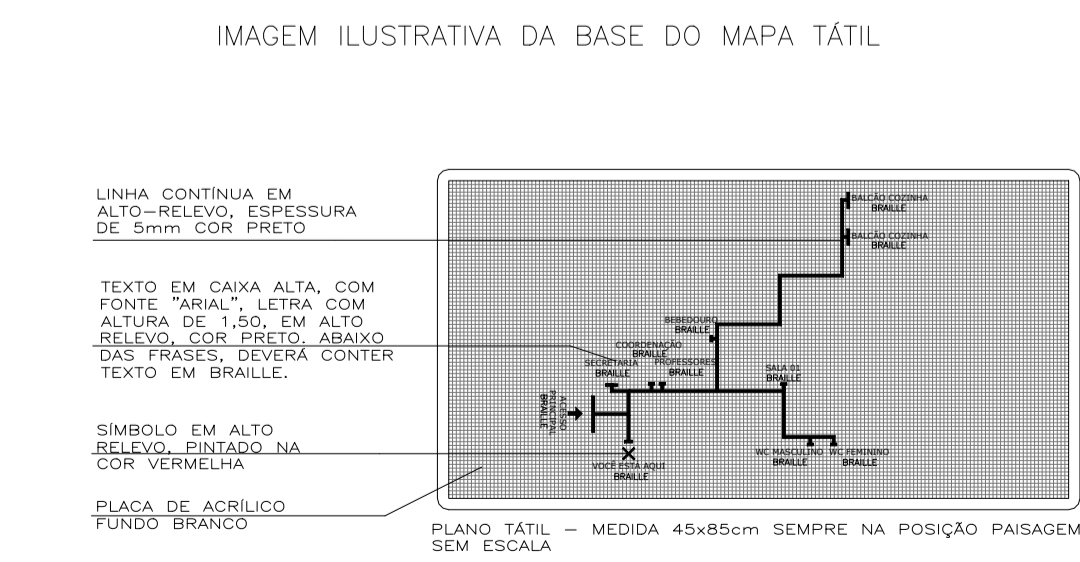 IMAGEM ILUSTRATIVA DA BASE DO MAPA TÁTIL
LINHA CONTÍNUA EM
ALTO-RELEVO, ESPESSURA
DE 5mm COR PRETO
TEXTO EM CAIXA ALTA, COM
FONTE "ARIAL", LETRA COM
ALTURA DE 1,50, EM ALTO
RELEVO, COR PRETO. ABAIXO
DAS FRASES, DEVERÁ CONTER
TEXTO EM BRAILLE.
SÍMBOLO EM ALTO
RELEVO, PINTADO NA
COR VERMELHA
PLACA DE ACRÍLICO
FUNDO BRANCO
BALCÃO COZINHA
BRAILLE
BALCÃO COZINHA
BRAILLE
BEBEDOURO
BRAILLE
COORDENAÇÃO
BRAILLE
SECRETARIA
BRAILLE
PROFESSORES
BRAILLE
SALA 01
BRAILLE
ACESSO
PRINCIPAL
BRAILLE
WC MASCULINO
BRAILLE
WC FEMININO
BRAILLE
VOCÊ ESTÁ AQUI
BRAILLE
PLANO TÁTIL - MEDIDA 45x85cm SEMPRE NA POSIÇÃO PAISAGEM
SEM ESCALA